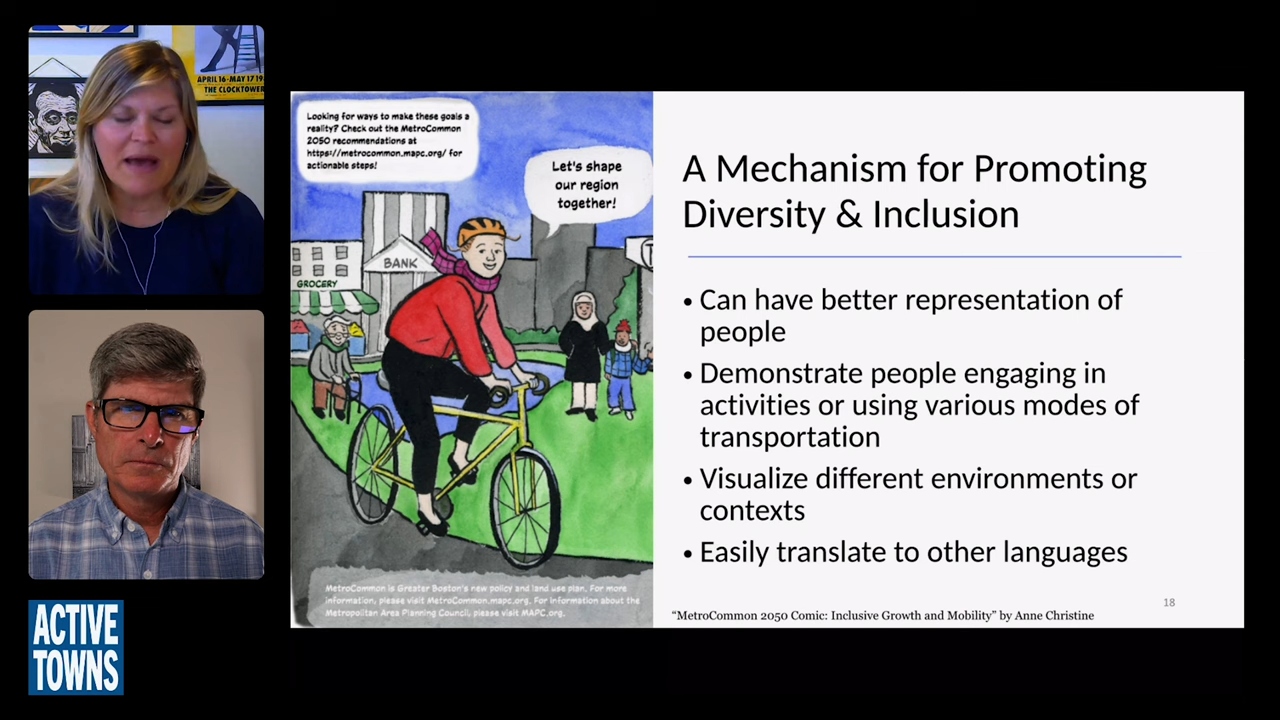 APRIL 16-MAY 17 19
THE CLOCKTOWER
Looking for ways to make these goals a
reality? Check out the MetroCommon
2050 recommendations at
https://metrocommon.mapc.org/ for
actionable steps!
Let's shape
our region
together!
BANK
GROCERY
T
MetroCommon is Greater Boston's new policy and land use plan. For more
information, please visit MetroCommon.mapc.org. For information about the
Metropolitan Area Planning Council, please visit MAPC.org.
A Mechanism for Promoting
Diversity & Inclusion
• Can have better representation of
people
• Demonstrate people engaging in
activities or using various modes of
transportation
• Visualize different environments or
contexts
• Easily translate to other languages
18
“MetroCommon 2050 Comic: Inclusive Growth and Mobility” by Anne Christine
ACTIVE
TOWNS